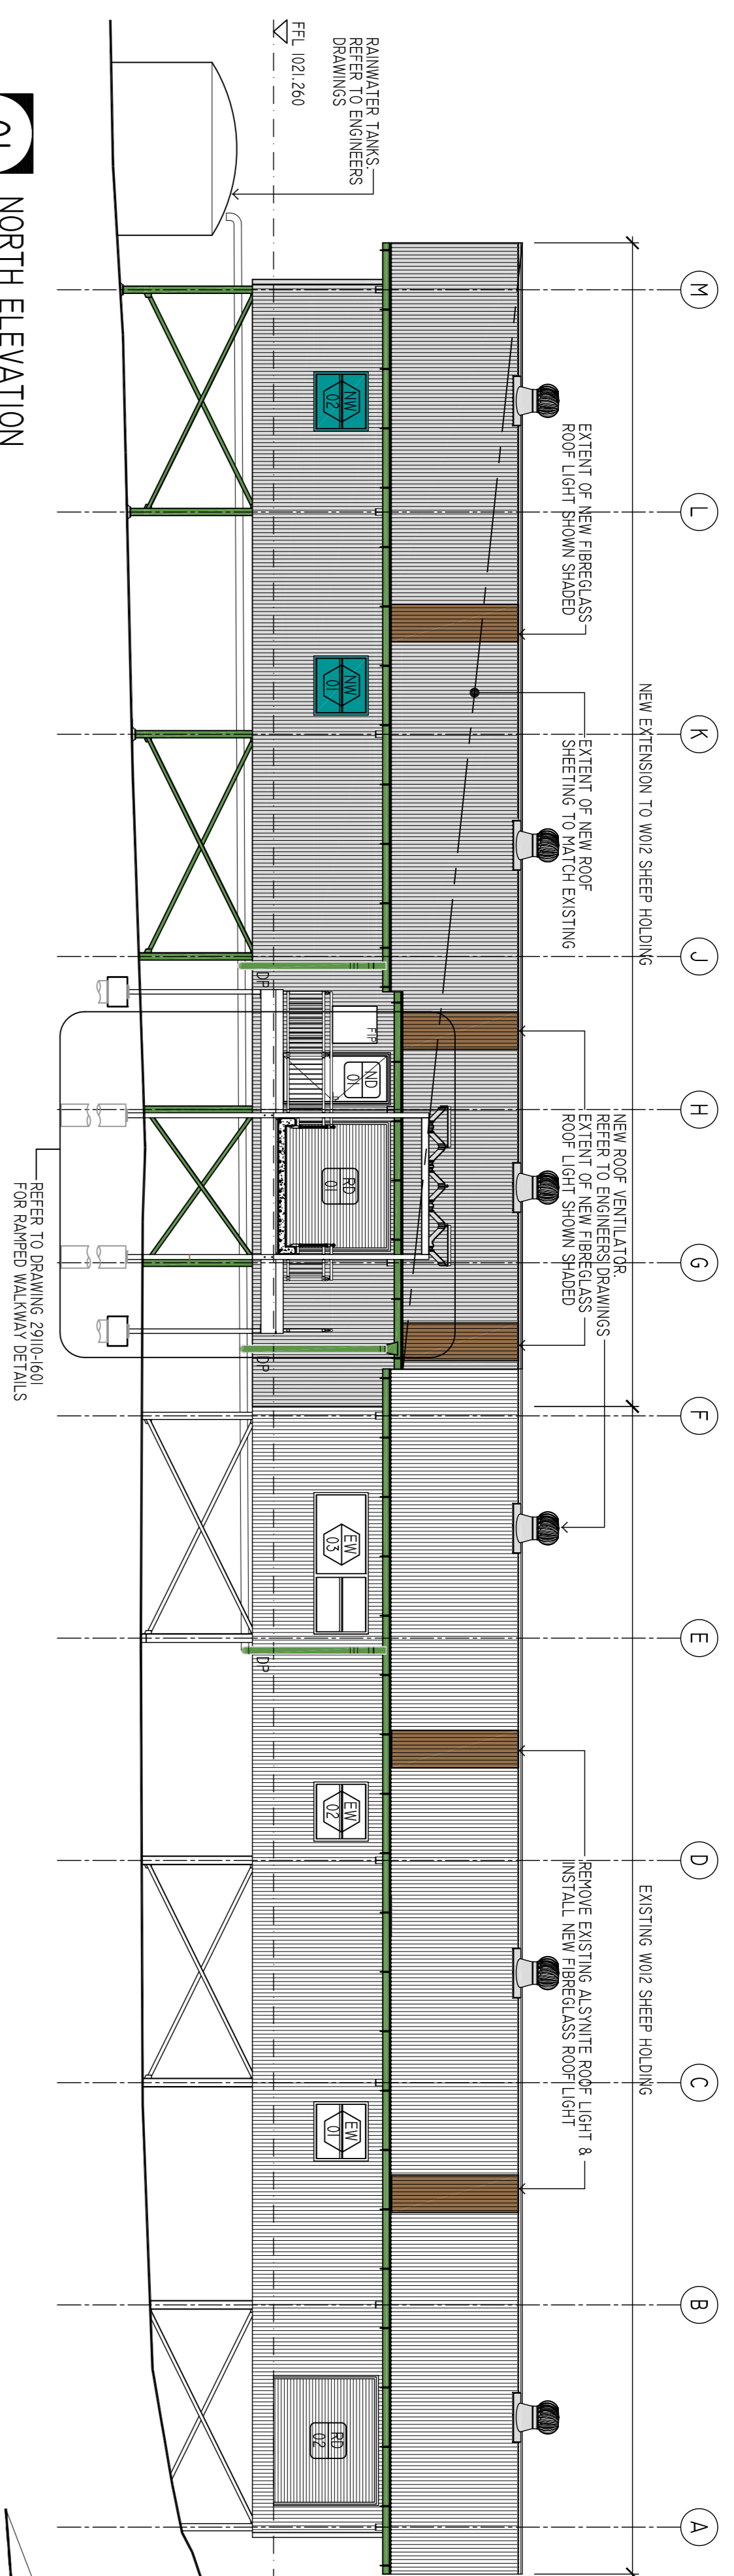 M
L
K
J
H
G
F
E
D
C
B
A
NEW EXTENSION TO W012 SHEEP HOLDING
EXISTING W012 SHEEP HOLDING
EXTENT OF NEW FIBREGLASS
ROOF LIGHT SHOWN SHADED
EXTENT OF NEW ROOF
SHEETING TO MATCH EXISTING
NEW ROOF VENTILATOR.
REFER TO ENGINEERS DRAWINGS
EXTENT OF NEW FIBREGLASS
ROOF LIGHT SHOWN SHADED
REMOVE EXISTING ALSYNITE ROOF LIGHT &
INSTALL NEW FIBREGLASS ROOF LIGHT
RAINWATER TANKS.
REFER TO ENGINEERS
DRAWINGS
FFL 1021.260
NW
02
NW
01
FIP
ND
01
RD
01
EW
03
EW
02
EW
01
RD
02
DP
DP
DP
REFER TO DRAWING 29110-1601
FOR RAMPED WALKWAY DETAILS
NORTH ELEVATION